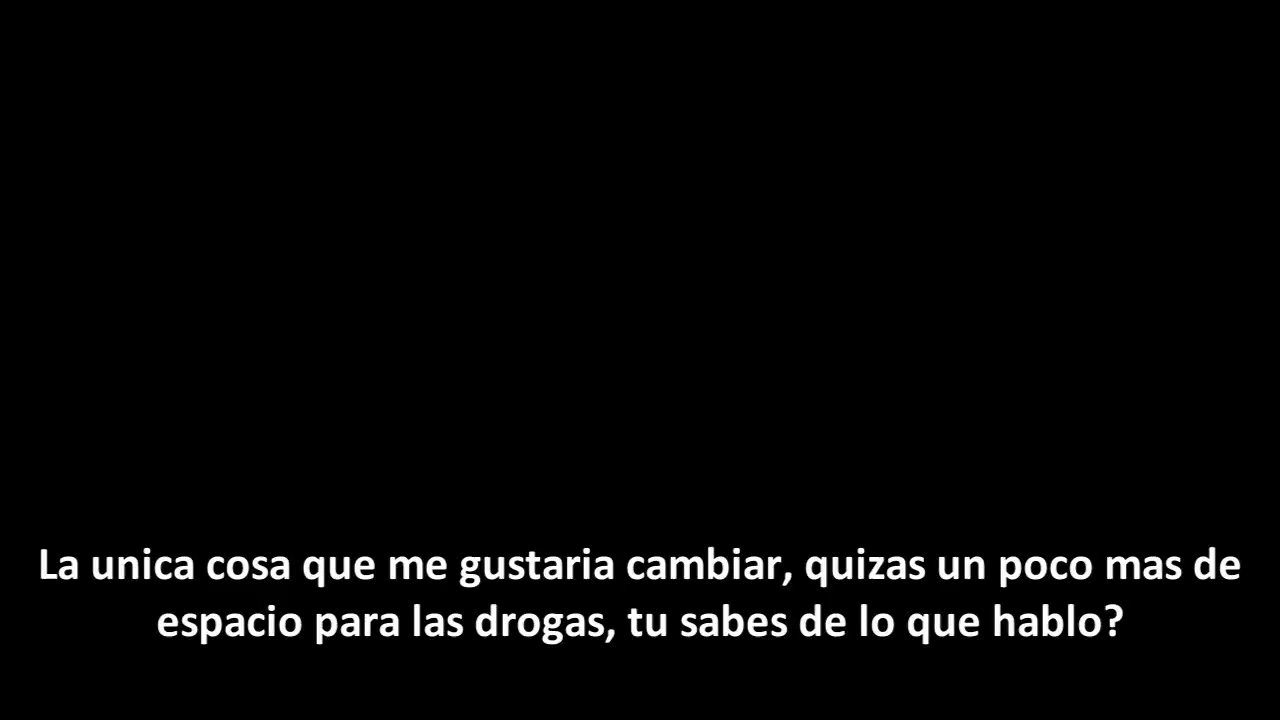 La unica cosa que me gustaria cambiar, quizas un poco mas de
espacio para las drogas, tu sabes de lo que hablo?